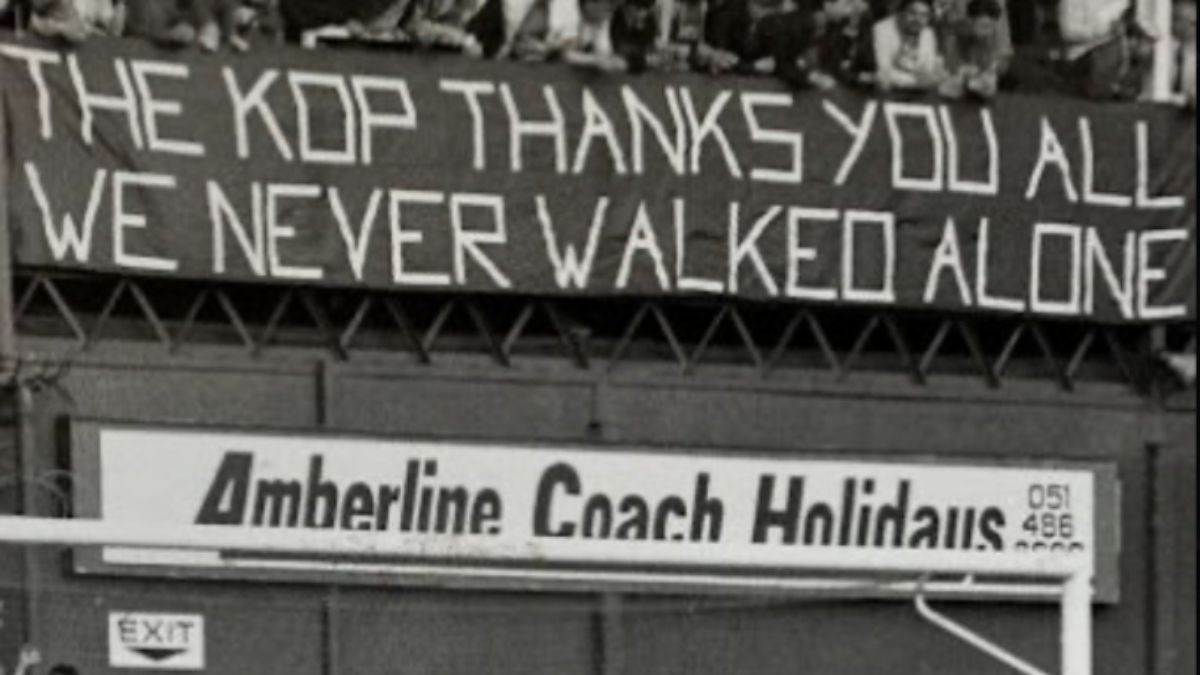 THE KOP THANKS YOU ALL
WE NEVER WALKED ALONE
Amberline Coach Holidays
051
486
EXIT